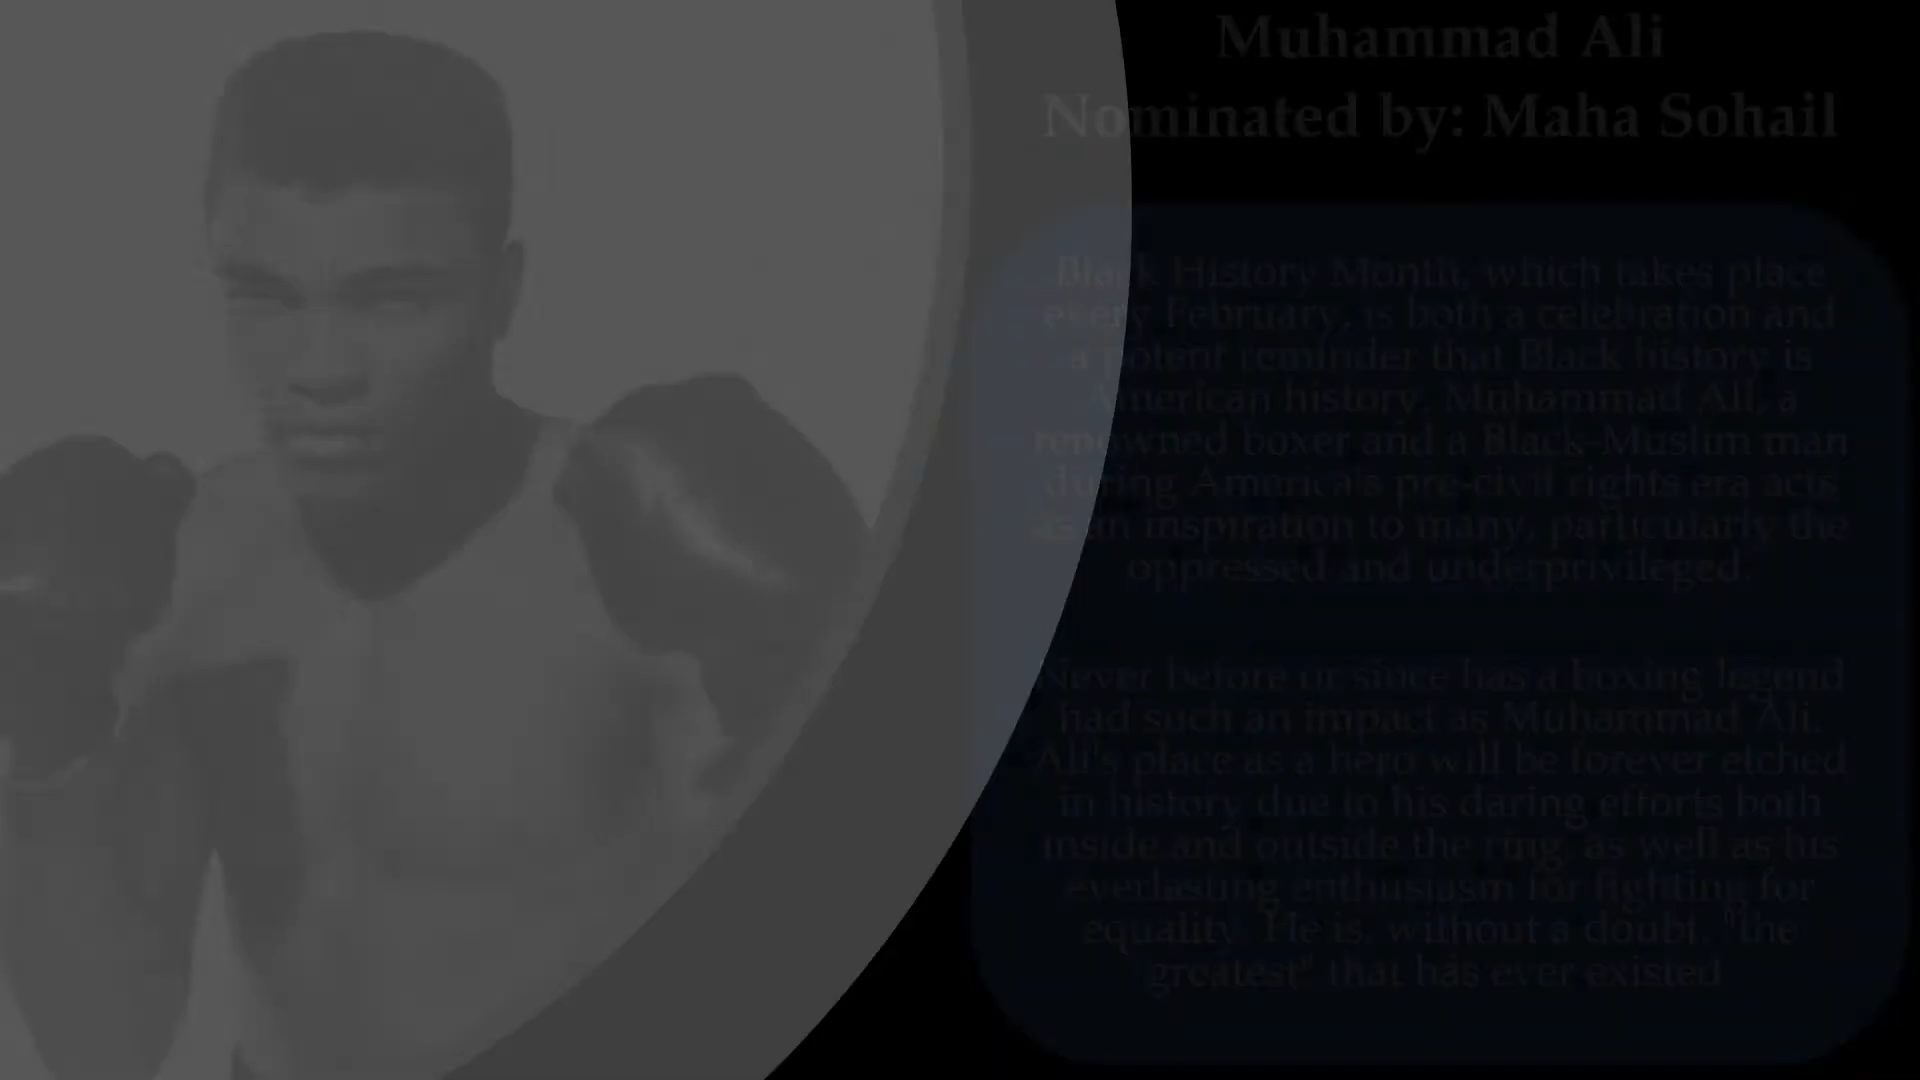 Muhammad Ali
Nominated by: Maha Sohail
Black History Month, which takes place
every February, is both a celebration and
a potent reminder that Black history is
American history. Muhammad Ali, a
renowned boxer and a Black-Muslim man
during America's pre-civil rights era acts
as an inspiration to many, particularly the
oppressed and underprivileged.
Never before or since has a boxing legend
had such an impact as Muhammad Ali.
Ali's place as a hero will be forever etched
in history due to his daring efforts both
inside and outside the ring, as well as his
everlasting enthusiasm for fighting for
equality. He is, without a doubt, "the
greatest" that has ever existed